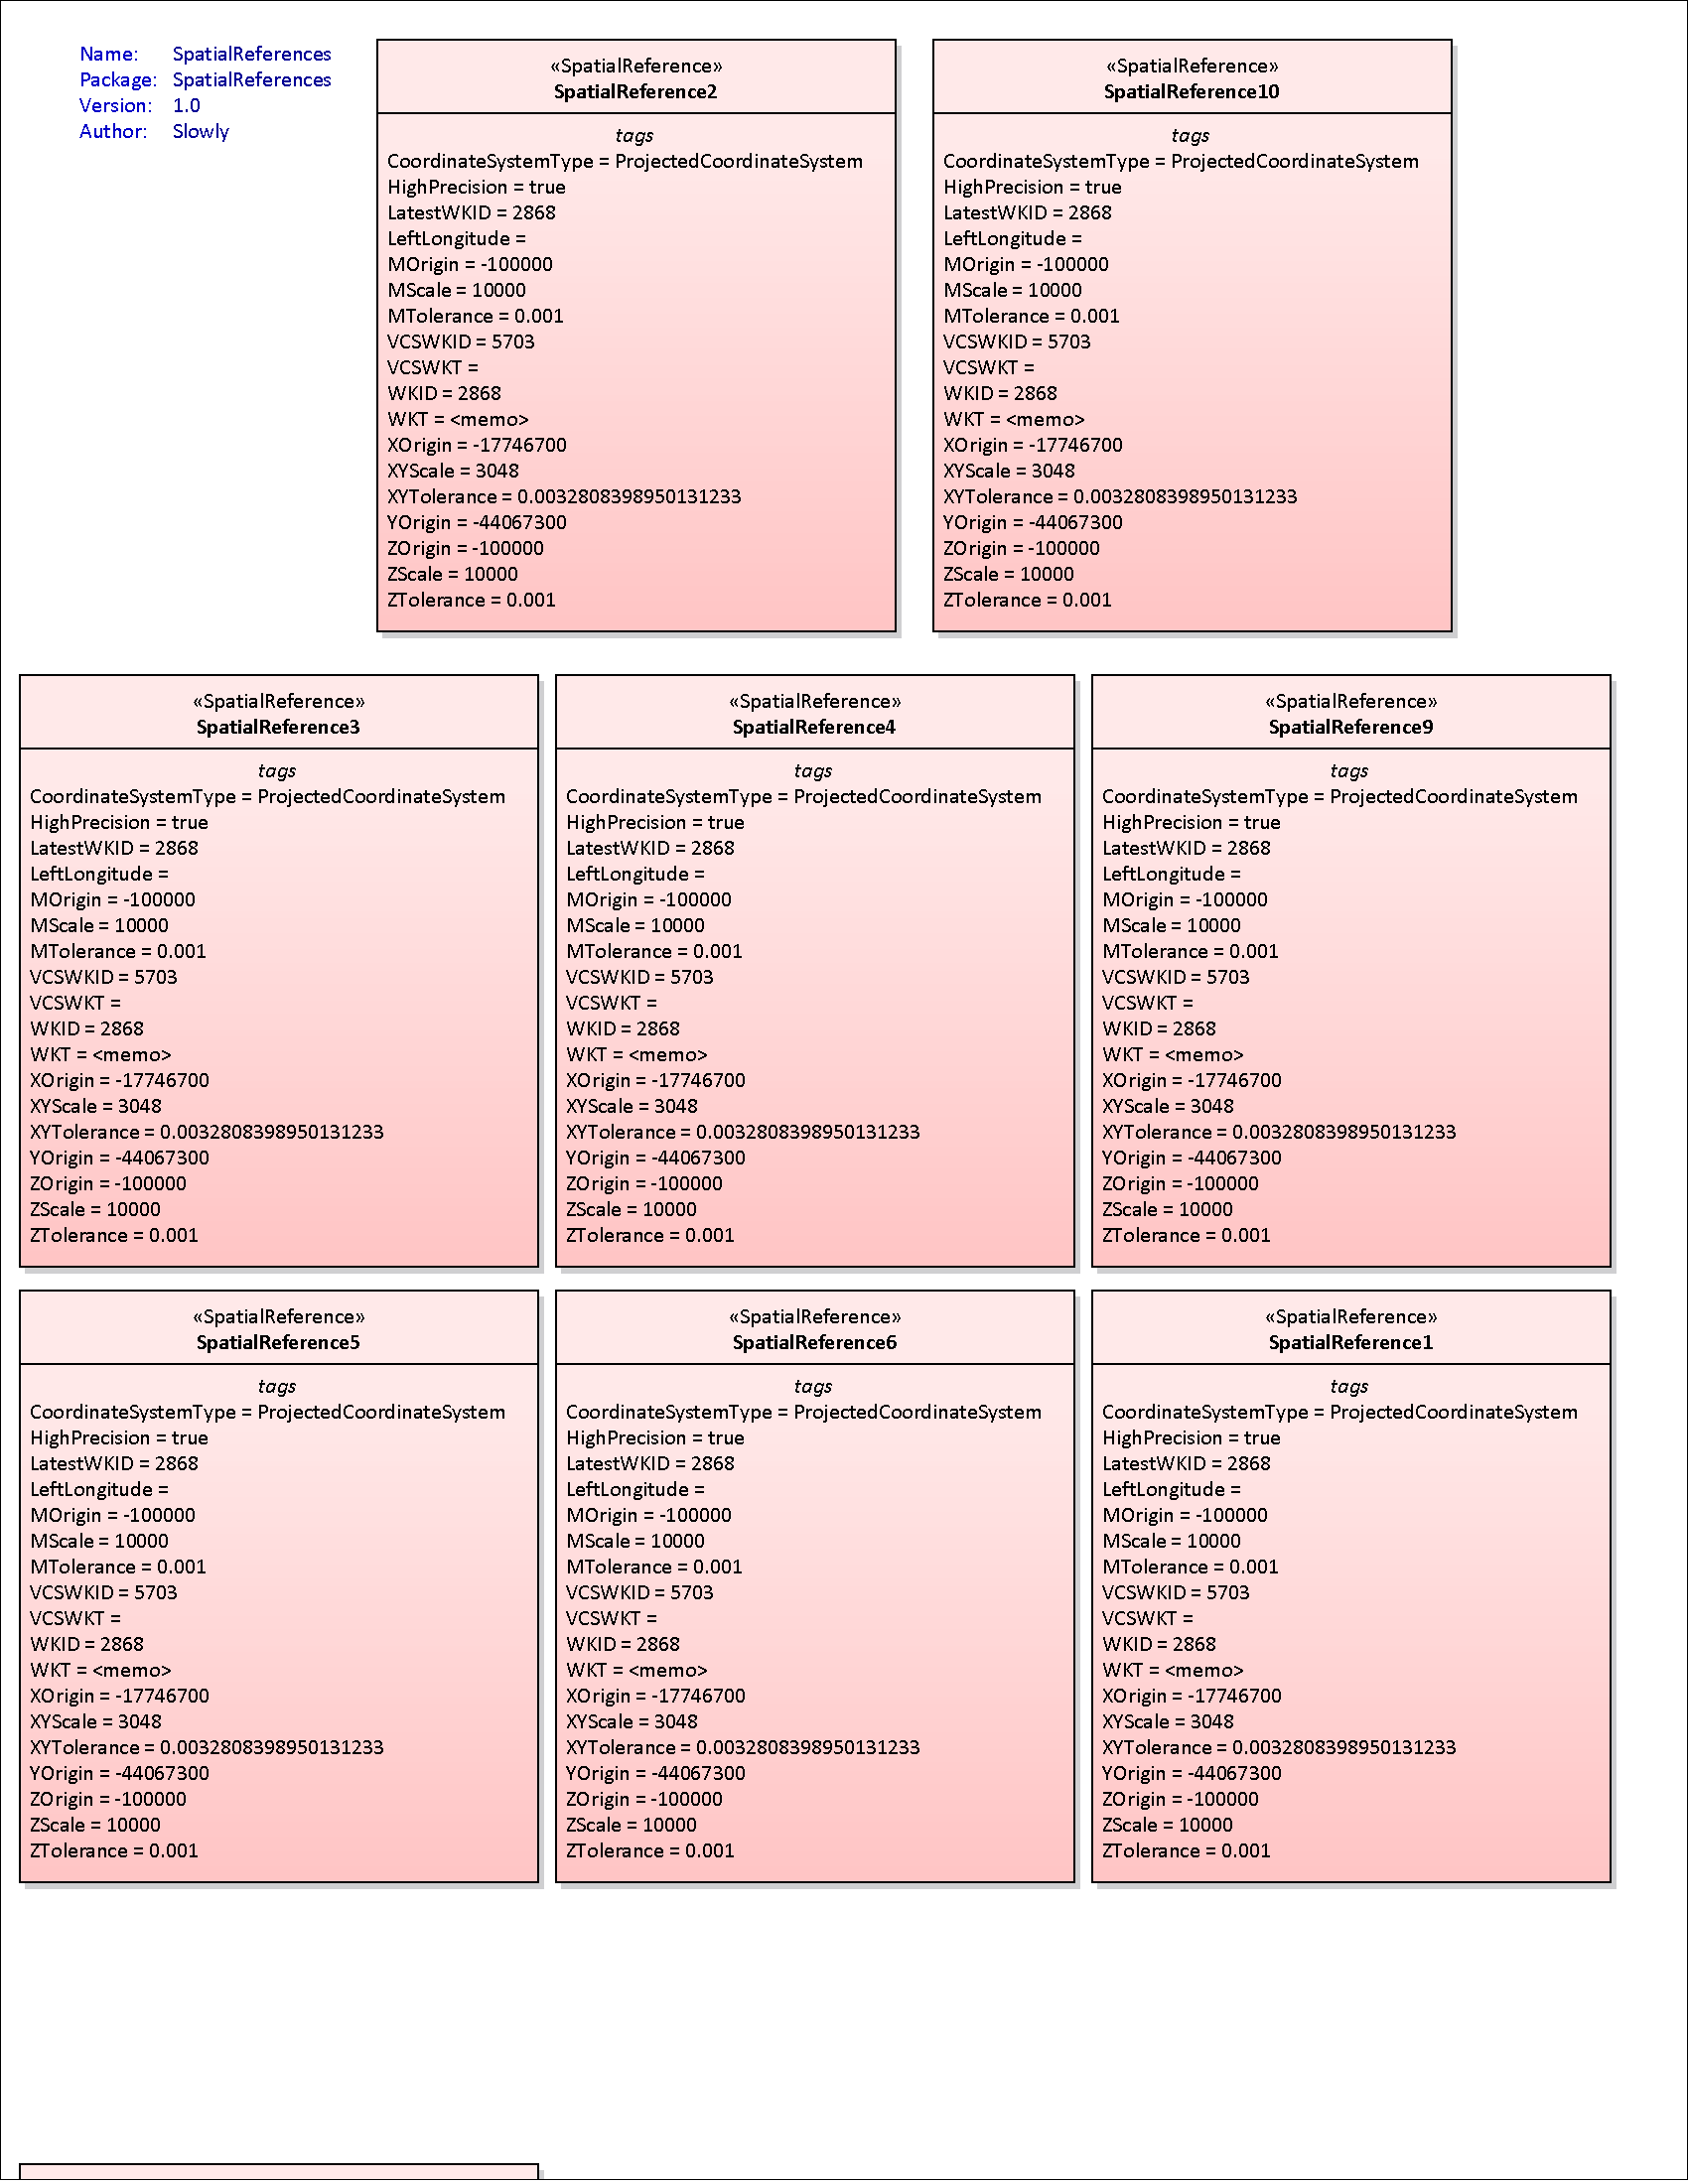 Name: SpatialReferences
Package: SpatialReferences
Version: 1.0
Author: Slowly
«SpatialReference»
SpatialReference2
tags
CoordinateSystemType = ProjectedCoordinateSystem
HighPrecision = true
LatestWKID = 2868
LeftLongitude =
MOrigin = -100000
MScale = 10000
MTolerance = 0.001
VCSWKID = 5703
VCSWKT =
WKID = 2868
WKT = <memo>
XOrigin = -17746700
XYScale = 3048
XYTolerance = 0.0032808398950131233
YOrigin = -44067300
ZOrigin = -100000
ZScale = 10000
ZTolerance = 0.001
«SpatialReference»
SpatialReference10
tags
CoordinateSystemType = ProjectedCoordinateSystem
HighPrecision = true
LatestWKID = 2868
LeftLongitude =
MOrigin = -100000
MScale = 10000
MTolerance = 0.001
VCSWKID = 5703
VCSWKT =
WKID = 2868
WKT = <memo>
XOrigin = -17746700
XYScale = 3048
XYTolerance = 0.0032808398950131233
YOrigin = -44067300
ZOrigin = -100000
ZScale = 10000
ZTolerance = 0.001
«SpatialReference»
SpatialReference3
tags
CoordinateSystemType = ProjectedCoordinateSystem
HighPrecision = true
LatestWKID = 2868
LeftLongitude =
MOrigin = -100000
MScale = 10000
MTolerance = 0.001
VCSWKID = 5703
VCSWKT =
WKID = 2868
WKT = <memo>
XOrigin = -17746700
XYScale = 3048
XYTolerance = 0.0032808398950131233
YOrigin = -44067300
ZOrigin = -100000
ZScale = 10000
ZTolerance = 0.001
«SpatialReference»
SpatialReference4
tags
CoordinateSystemType = ProjectedCoordinateSystem
HighPrecision = true
LatestWKID = 2868
LeftLongitude =
MOrigin = -100000
MScale = 10000
MTolerance = 0.001
VCSWKID = 5703
VCSWKT =
WKID = 2868
WKT = <memo>
XOrigin = -17746700
XYScale = 3048
XYTolerance = 0.0032808398950131233
YOrigin = -44067300
ZOrigin = -100000
ZScale = 10000
ZTolerance = 0.001
«SpatialReference»
SpatialReference9
tags
CoordinateSystemType = ProjectedCoordinateSystem
HighPrecision = true
LatestWKID = 2868
LeftLongitude =
MOrigin = -100000
MScale = 10000
MTolerance = 0.001
VCSWKID = 5703
VCSWKT =
WKID = 2868
WKT = <memo>
XOrigin = -17746700
XYScale = 3048
XYTolerance = 0.0032808398950131233
YOrigin = -44067300
ZOrigin = -100000
ZScale = 10000
ZTolerance = 0.001
«SpatialReference»
SpatialReference5
tags
CoordinateSystemType = ProjectedCoordinateSystem
HighPrecision = true
LatestWKID = 2868
LeftLongitude =
MOrigin = -100000
MScale = 10000
MTolerance = 0.001
VCSWKID = 5703
VCSWKT =
WKID = 2868
WKT = <memo>
XOrigin = -17746700
XYScale = 3048
XYTolerance = 0.0032808398950131233
YOrigin = -44067300
ZOrigin = -100000
ZScale = 10000
ZTolerance = 0.001
«SpatialReference»
SpatialReference6
tags
CoordinateSystemType = ProjectedCoordinateSystem
HighPrecision = true
LatestWKID = 2868
LeftLongitude =
MOrigin = -100000
MScale = 10000
MTolerance = 0.001
VCSWKID = 5703
VCSWKT =
WKID = 2868
WKT = <memo>
XOrigin = -17746700
XYScale = 3048
XYTolerance = 0.0032808398950131233
YOrigin = -44067300
ZOrigin = -100000
ZScale = 10000
ZTolerance = 0.001
«SpatialReference»
SpatialReference1
tags
CoordinateSystemType = ProjectedCoordinateSystem
HighPrecision = true
LatestWKID = 2868
LeftLongitude =
MOrigin = -100000
MScale = 10000
MTolerance = 0.001
VCSWKID = 5703
VCSWKT =
WKID = 2868
WKT = <memo>
XOrigin = -17746700
XYScale = 3048
XYTolerance = 0.0032808398950131233
YOrigin = -44067300
ZOrigin = -100000
ZScale = 10000
ZTolerance = 0.001